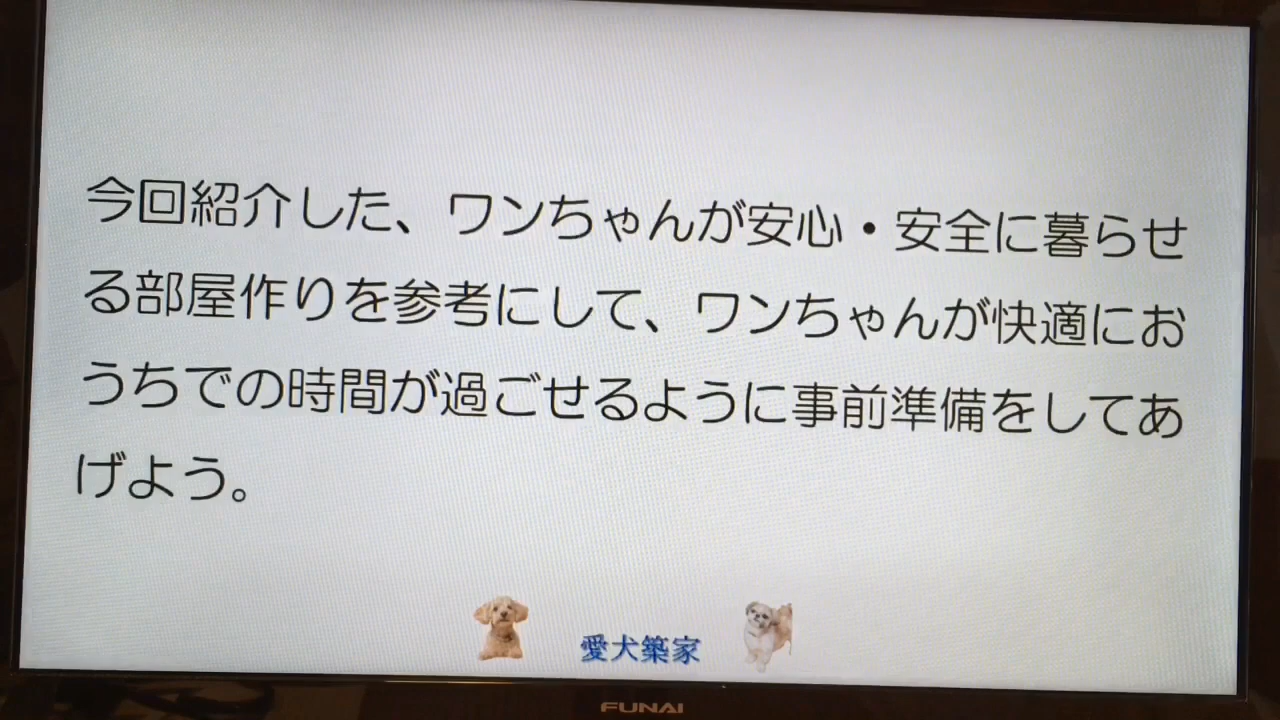 今回紹介した、ワンちゃんが安心・安全に暮らせ
る部屋作りを参考にして、ワンちゃんが快適にお
うちでの時間が過ごせるように事前準備をしてあ
げよう。
愛犬築家
FUNAI